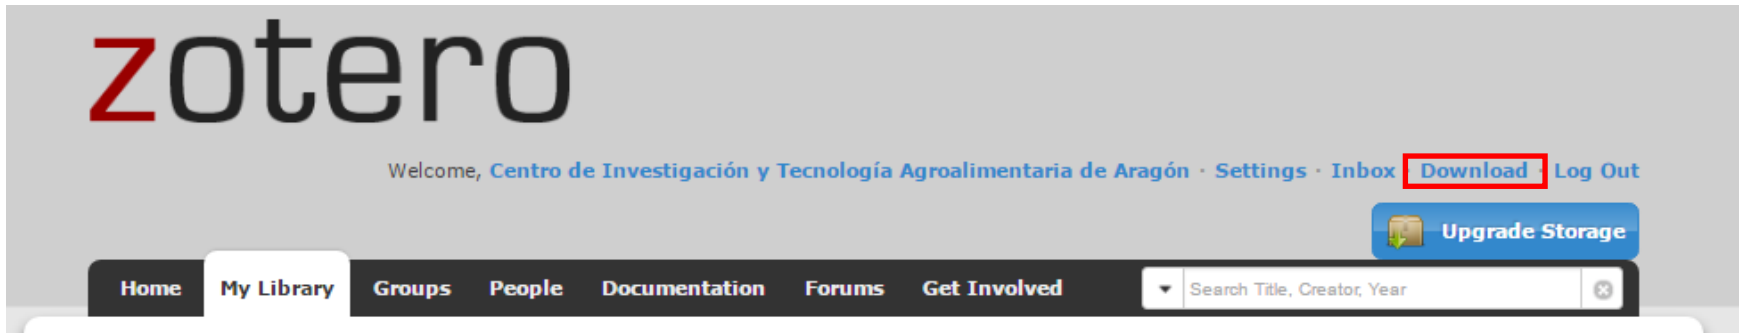 zotero
Welcome, Centro de Investigación y Tecnología Agroalimentaria de Aragón · Settings · Inbox · Download · Log Out
Upgrade Storage
Home My Library Groups People Documentation Forums Get Involved Search Title, Creator, Year